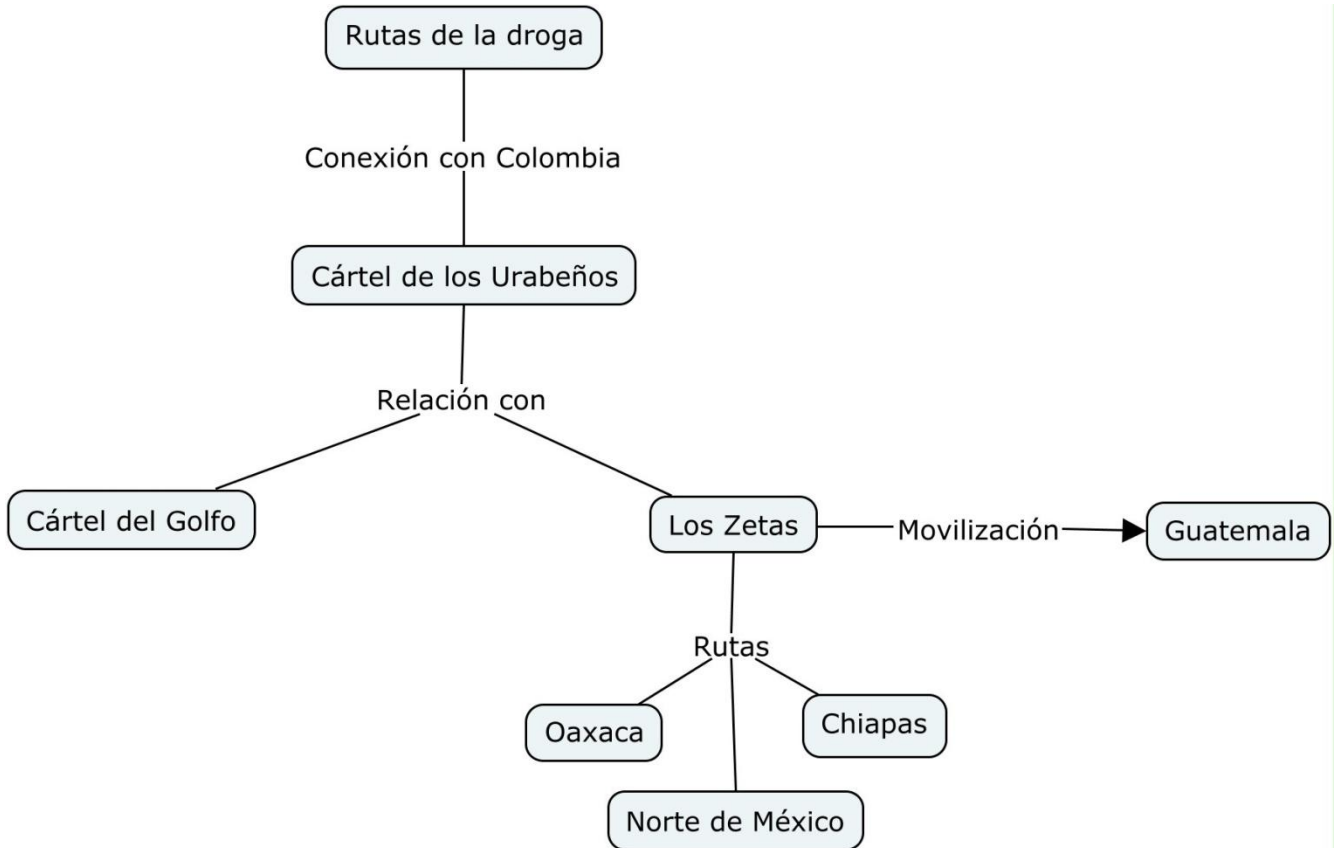 Rutas de la droga
Conexión con Colombia
Cártel de los Urabeños
Relación con
Cártel del Golfo
Los Zetas
Movilización
Guatemala
Rutas
Oaxaca
Chiapas
Norte de México